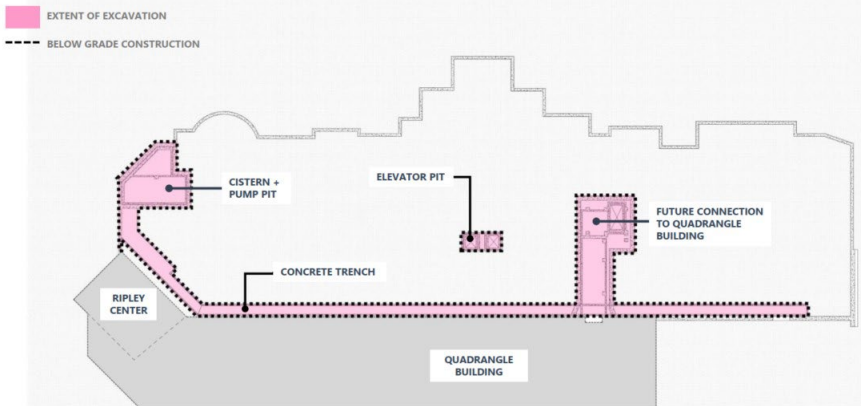 EXTENT OF EXCAVATION
BELOW GRADE CONSTRUCTION
CISTERN +
PUMP PIT
ELEVATOR PIT
FUTURE CONNECTION
TO QUADRANGLE
BUILDING
CONCRETE TRENCH
RIPLEY
CENTER
QUADRANGLE
BUILDING